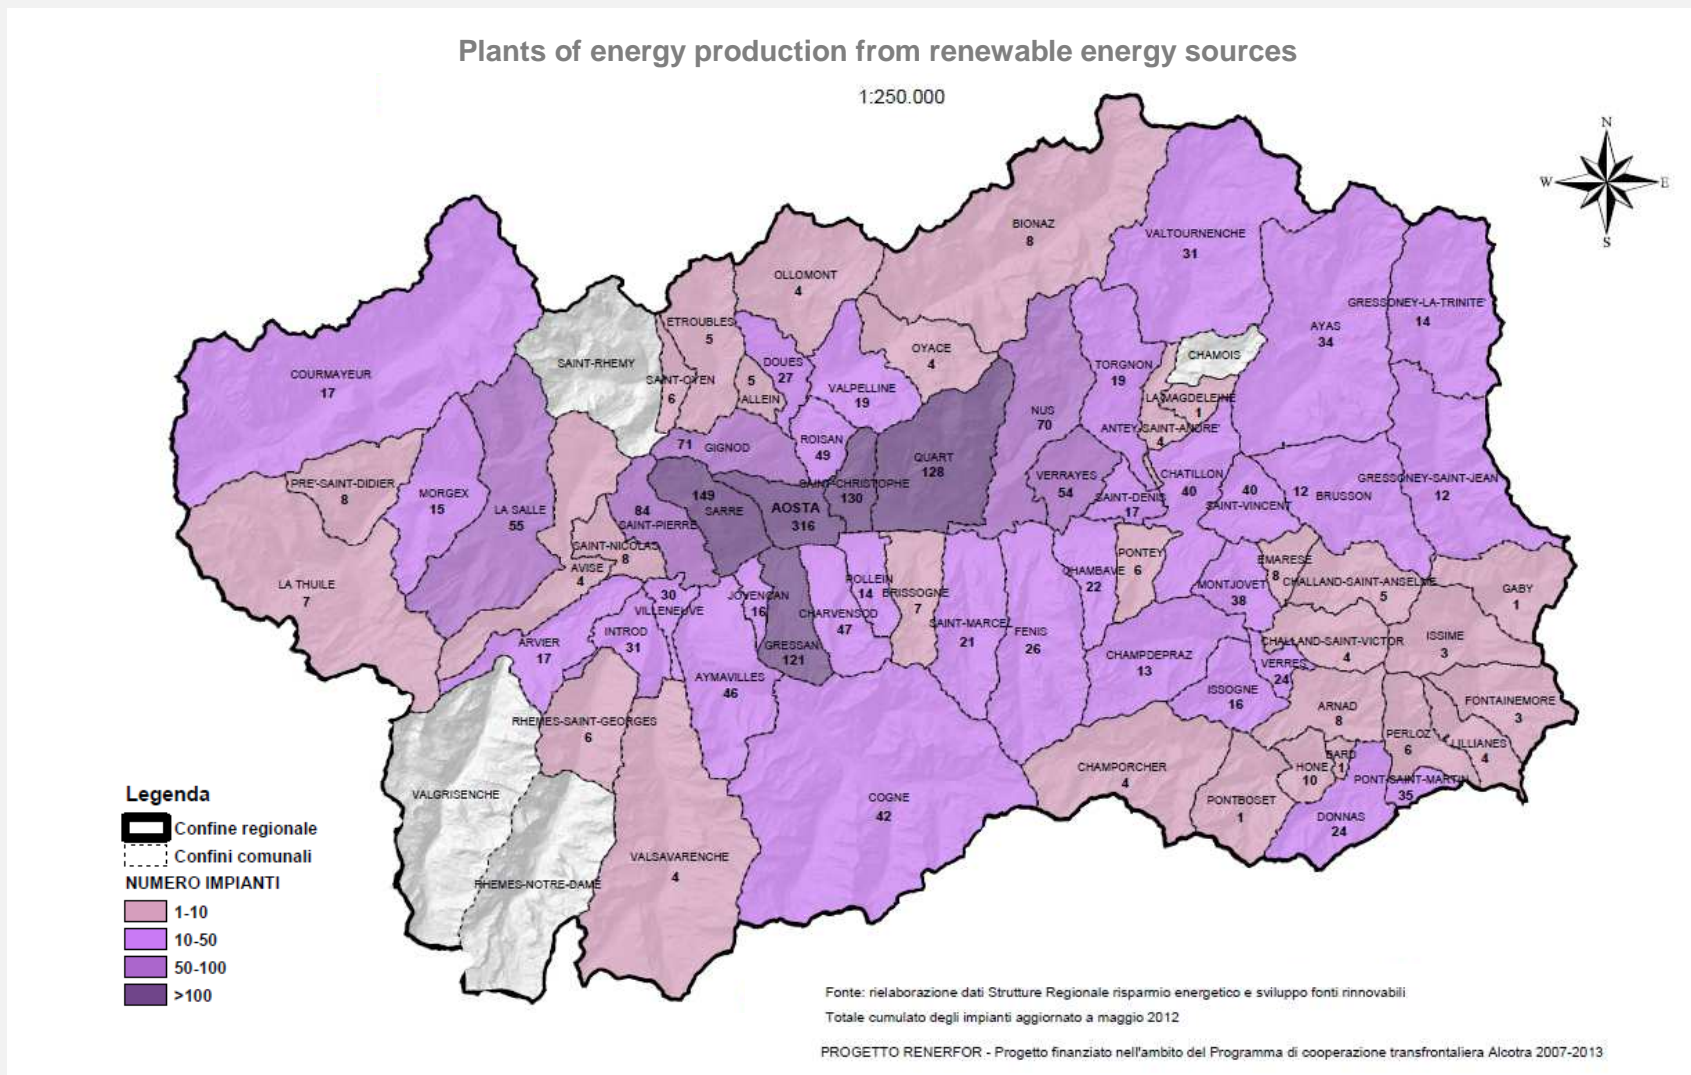 Plants of energy production from renewable energy sources
1:250.000
N
W
E
S
BIONAZ
8
VALTOURNENCHE
31
OLLOMONT
4
GRESSONEY-LA-TRINITE'
14
ETROUBLES
5
AYAS
34
OYACE
4
CHAMOIS
SAINT-RHEMY
DOUES
27
TORGNON
19
COURMAYEUR
17
SAINT-OYEN
6
5
ALLEIN
VALPELLINE
19
LA MAGDELEINE
1
NUS
70
ANTEY-SAINT-ANDRE'
4
71 GIGNOD
ROISAN
49
QUART
128
VERRAYES
54
CHATILLON
40
GRESSONEY-SAINT-JEAN
12
PRE'-SAINT-DIDIER
8
MORGEX
15
SAINT-CHRISTOPHE
130
SAINT-DENIS
17
40
SAINT-VINCENT
12 BRUSSON
LA SALLE
55
149
SARRE
AOSTA
316
84
SAINT-PIERRE
SAINT-NICOLAS
8
AVISE
4
PONTEY
6
EMARESE
8
CHAMBAVE
22
LA THUILE
7
ROLLEIN
14
BRISSOGNE
7
MONTJOVET
38
CHALLAND-SAINT-ANSELME
5
GABY
1
30
VILLENEUVE
JOVENCAN
16
CHARVENSOD
47
SAINT-MARCEL
21
FENIS
26
INTROD
31
ARVIER
17
GRESSAN
121
CHALLAND-SAINT-VICTOR
4
ISSIME
3
CHAMPDEPRAZ
13
VERRES
24
AYMAVILLES
46
ISSOGNE
16
FONTAINEMORE
3
ARNAD
8
RHEMES-SAINT-GEORGES
6
PERLOZ
6
LILLIANES
4
BARD
1
HONE
10
CHAMPORCHER
4
PONT-SAINT-MARTIN
35
VALGRISENCHE
COGNE
42
PONTBOSET
1
DONNAS
24
VALSAVARENCHE
4
RHEMES-NOTRE-DAME
Legenda
Confine regionale
Confini comunali
NUMERO IMPIANTI
1-10
10-50
50-100
>100
Fonte: rielaborazione dati Strutture Regionale risparmio energetico e sviluppo fonti rinnovabili
Totale cumulato degli impianti aggiornato a maggio 2012
PROGETTO RENERFOR - Progetto finanziato nell'ambito del Programma di cooperazione transfrontaliera Alcotra 2007-2013